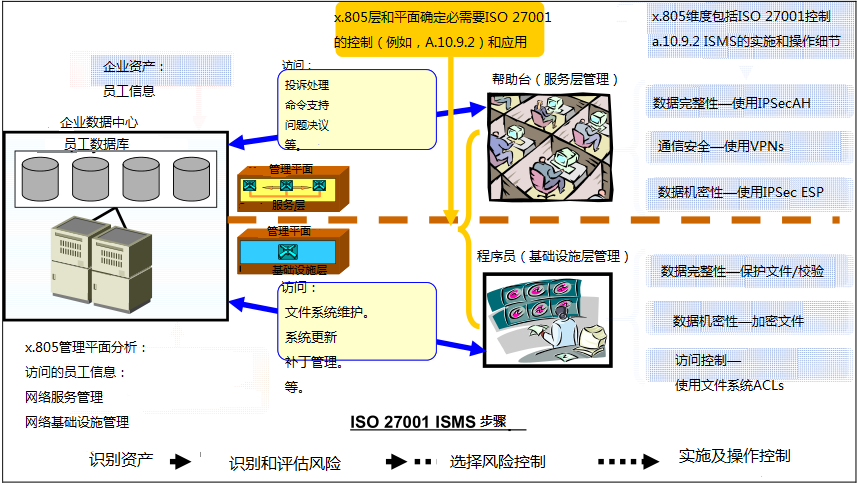 x.805层和平面确定必需要ISO 27001
的控制（例如，A.10.9.2）和应用
x.805维度包括ISO 27001控制
a.10.9.2 ISMS的实施和操作细节
企业资产：
员工信息
企业数据中心
员工数据库
访问：
投诉处理
命令支持
问题决议
等。
帮助台（服务层管理）
数据完整性—使用IPSecAH
通信安全—使用VPNs
数据机密性—使用IPSec ESP
管理平面
服务层
管理平面
基础设施层
程序员（基础设施层管理）
访问：
文件系统维护。
系统更新
补丁管理。
等。
数据完整性—保护文件/校验
数据机密性—加密文件
访问控制—
使用文件系统ACLs
x.805管理平面分析：
访问的员工信息：
网络服务管理
网络基础设施管理
ISO 27001 ISMS 步骤
识别资产
识别和评估风险
选择风险控制
实施及操作控制